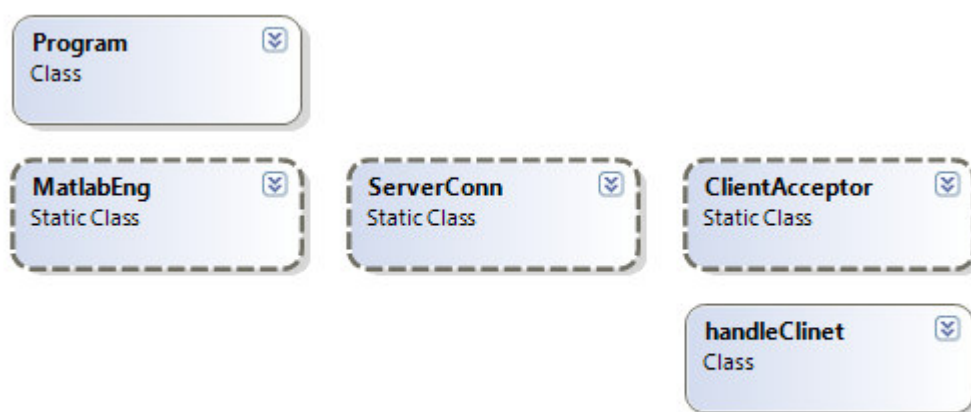 Program
Class
MatlabEng
Static Class
ServerConn
Static Class
ClientAcceptor
Static Class
handleClinet
Class